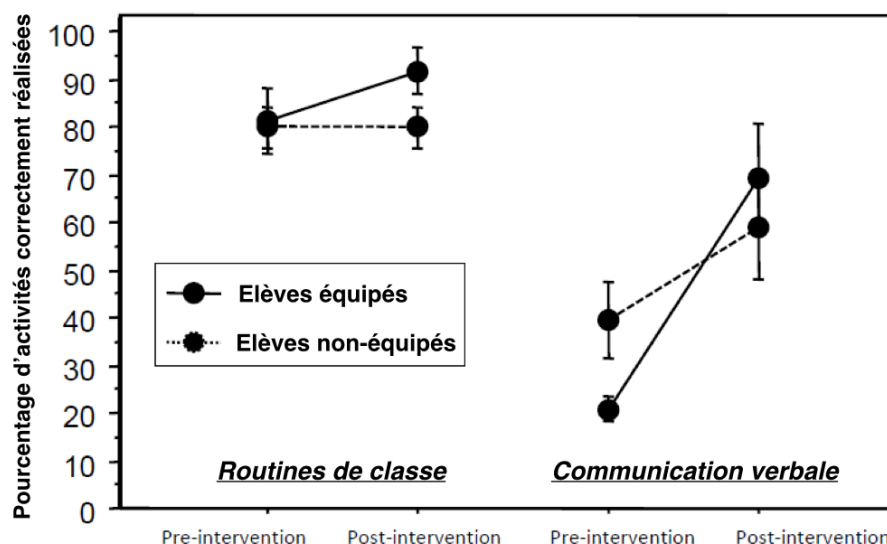 Pourcentage d'activités correctement réalisées
100
90
80
70
60
50
40
30
20
10
0
Elèves équipés
Elèves non-équipés
Routines de classe
Communication verbale
Pre-intervention
Post-intervention
Pre-intervention
Post-intervention